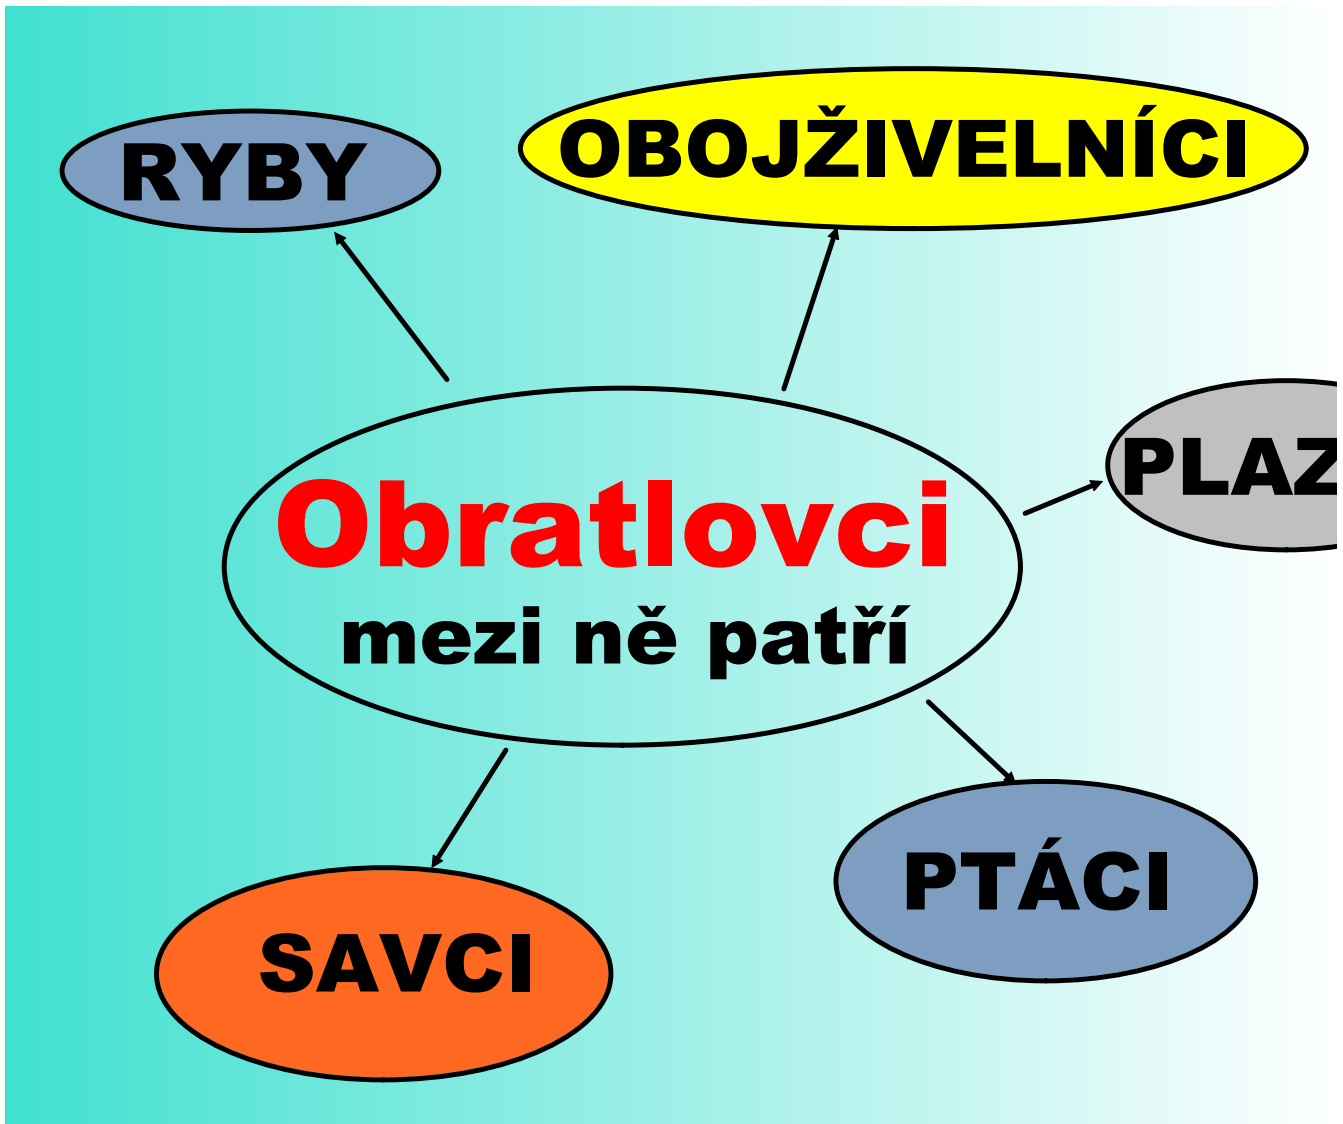 RYBY
OBOJŽIVELNÍCI
PLAZ
Obratlovci
mezi ně patří
PTÁCI
SAVCI